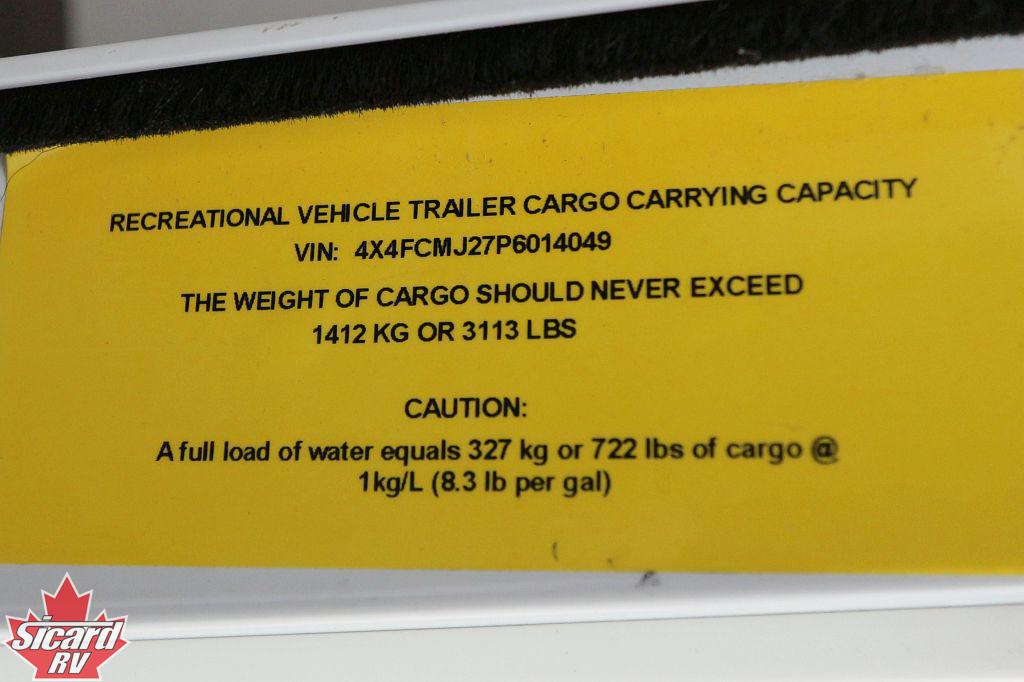 RECREATIONAL VEHICLE TRAILER CARGO CARRYING CAPACITY
VIN: 4X4FCMJ27P6014049
THE WEIGHT OF CARGO SHOULD NEVER EXCEED
1412 KG OR 3113 LBS
CAUTION:
A full load of water equals 327 kg or 722 lbs of cargo @
1kg/L (8.3 lb per gal)
Sicard
RV